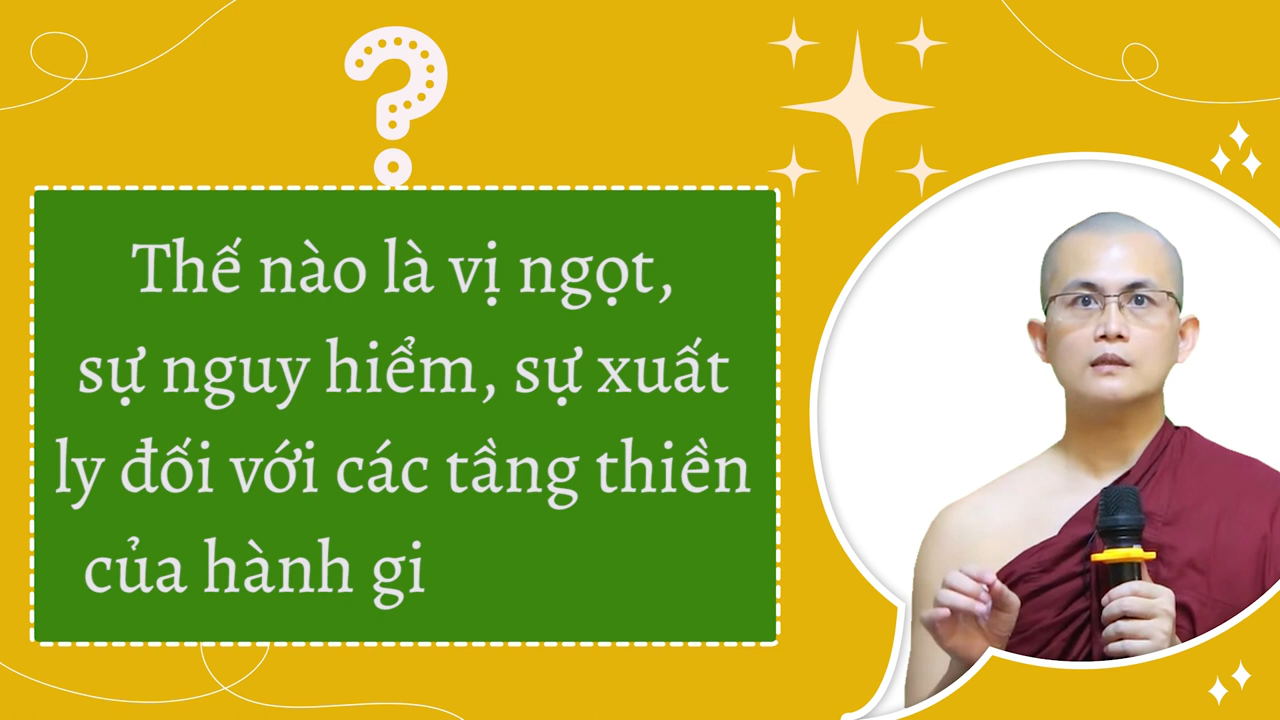 Thế nào là vị ngọt,
sự nguy hiểm, sự xuất
ly đối với các tầng thiền
của hành gi